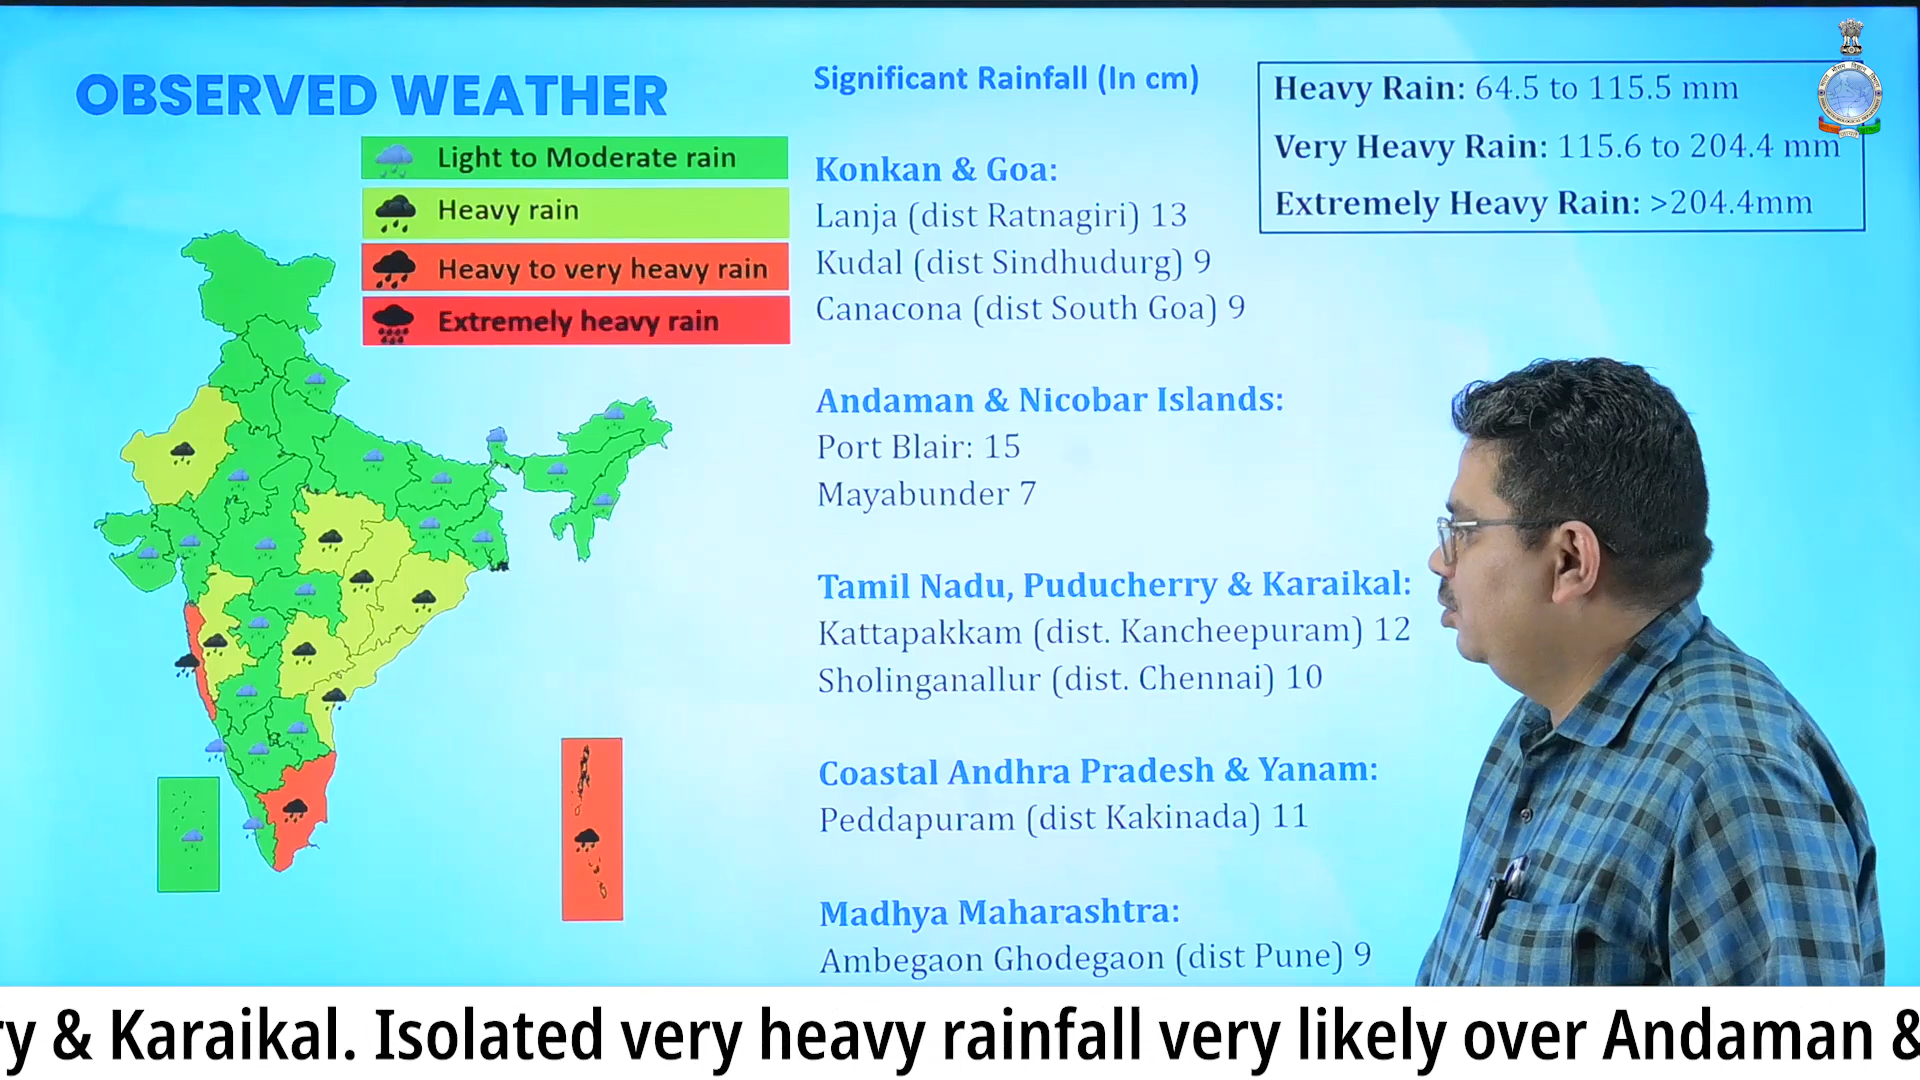 OBSERVED WEATHER
Light to Moderate rain
Heavy rain
Heavy to very heavy rain
Extremely heavy rain
Significant Rainfall (In cm)
Konkan & Goa:
Lanja (dist Ratnagiri) 13
Kudal (dist Sindhudurg) 9
Canacona (dist South Goa) 9
Andaman & Nicobar Islands:
Port Blair: 15
Mayabunder 7
Tamil Nadu, Puducherry & Karaikal:
Kattapakkam (dist. Kancheepuram) 12
Sholinganallur (dist. Chennai) 10
Coastal Andhra Pradesh & Yanam:
Peddapuram (dist Kakinada) 11
Madhya Maharashtra:
Ambegaon Ghodegaon (dist Pune) 9
Heavy Rain: 64.5 to 115.5 mm
Very Heavy Rain: 115.6 to 204.4 mm
Extremely Heavy Rain: >204.4mm
ry & Karaikal. Isolated very heavy rainfall very likely over Andaman &